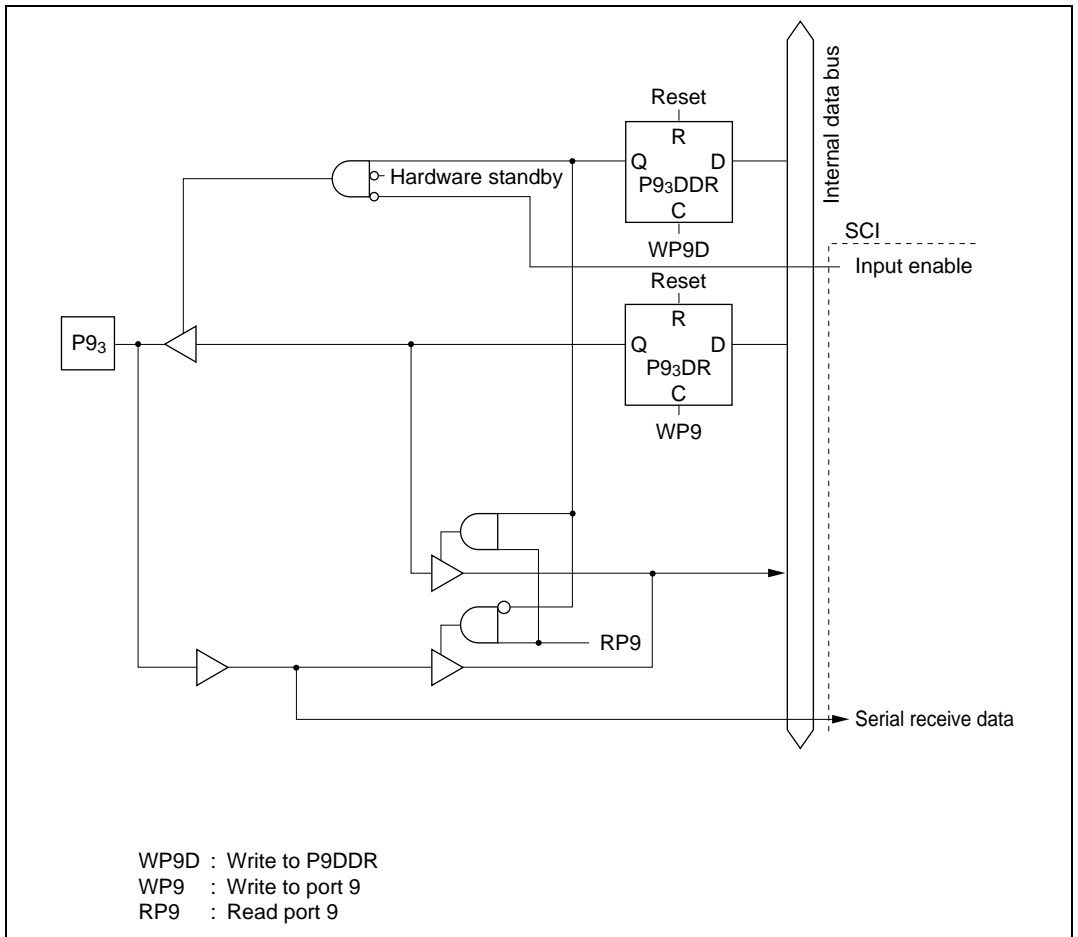 Reset
R
Q D
P9₃DDR
C
WP9D
Hardware standby
Internal data bus
SCI
Input enable
Reset
R
Q D
P9₃DR
C
WP9
P9₃
RP9
Serial receive data
WP9D : Write to P9DDR
WP9 : Write to port 9
RP9 : Read port 9